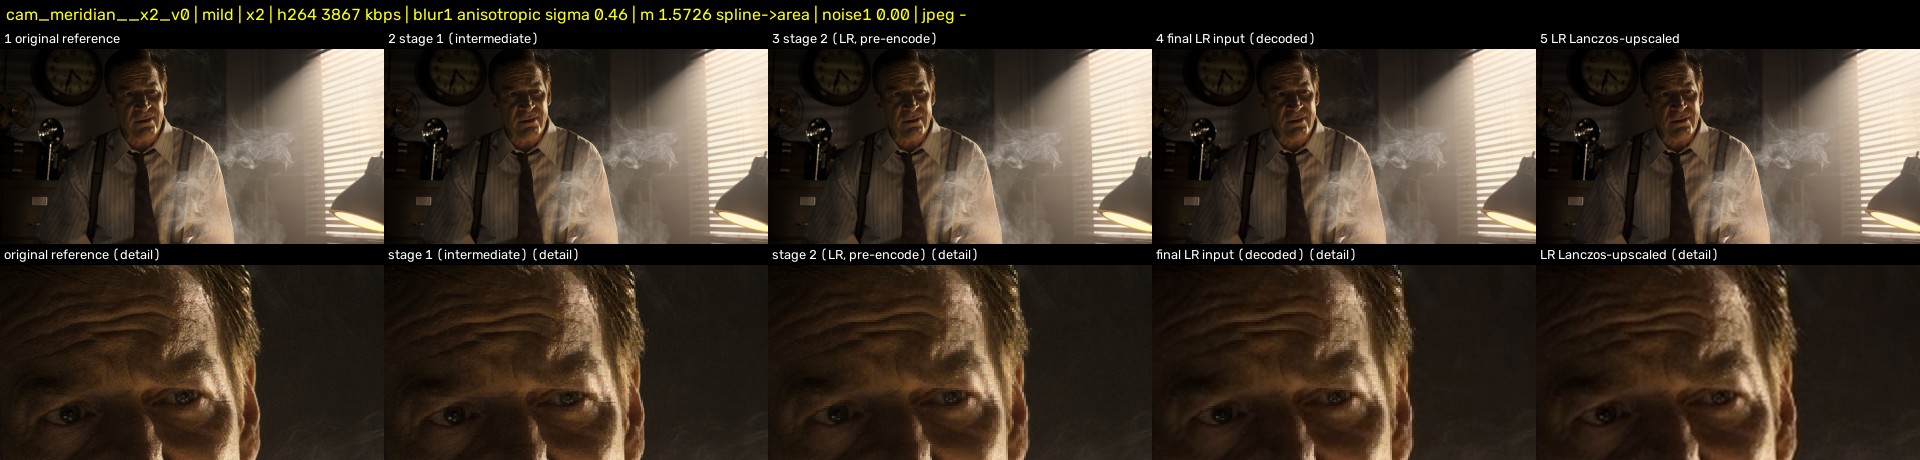 cam_meridian__x2_v0 | mild | x2 | h264 3867 kbps | blur1 anisotropic sigma 0.46 | m 1.5726 spline->area | noise1 0.00 | jpeg -
1 original reference
2 stage 1 (intermediate)
3 stage 2 (LR, pre-encode)
4 final LR input (decoded)
5 LR Lanczos-upscaled
original reference (detail)
stage 1 (intermediate) (detail)
stage 2 (LR, pre-encode) (detail)
final LR input (decoded) (detail)
LR Lanczos-upscaled (detail)